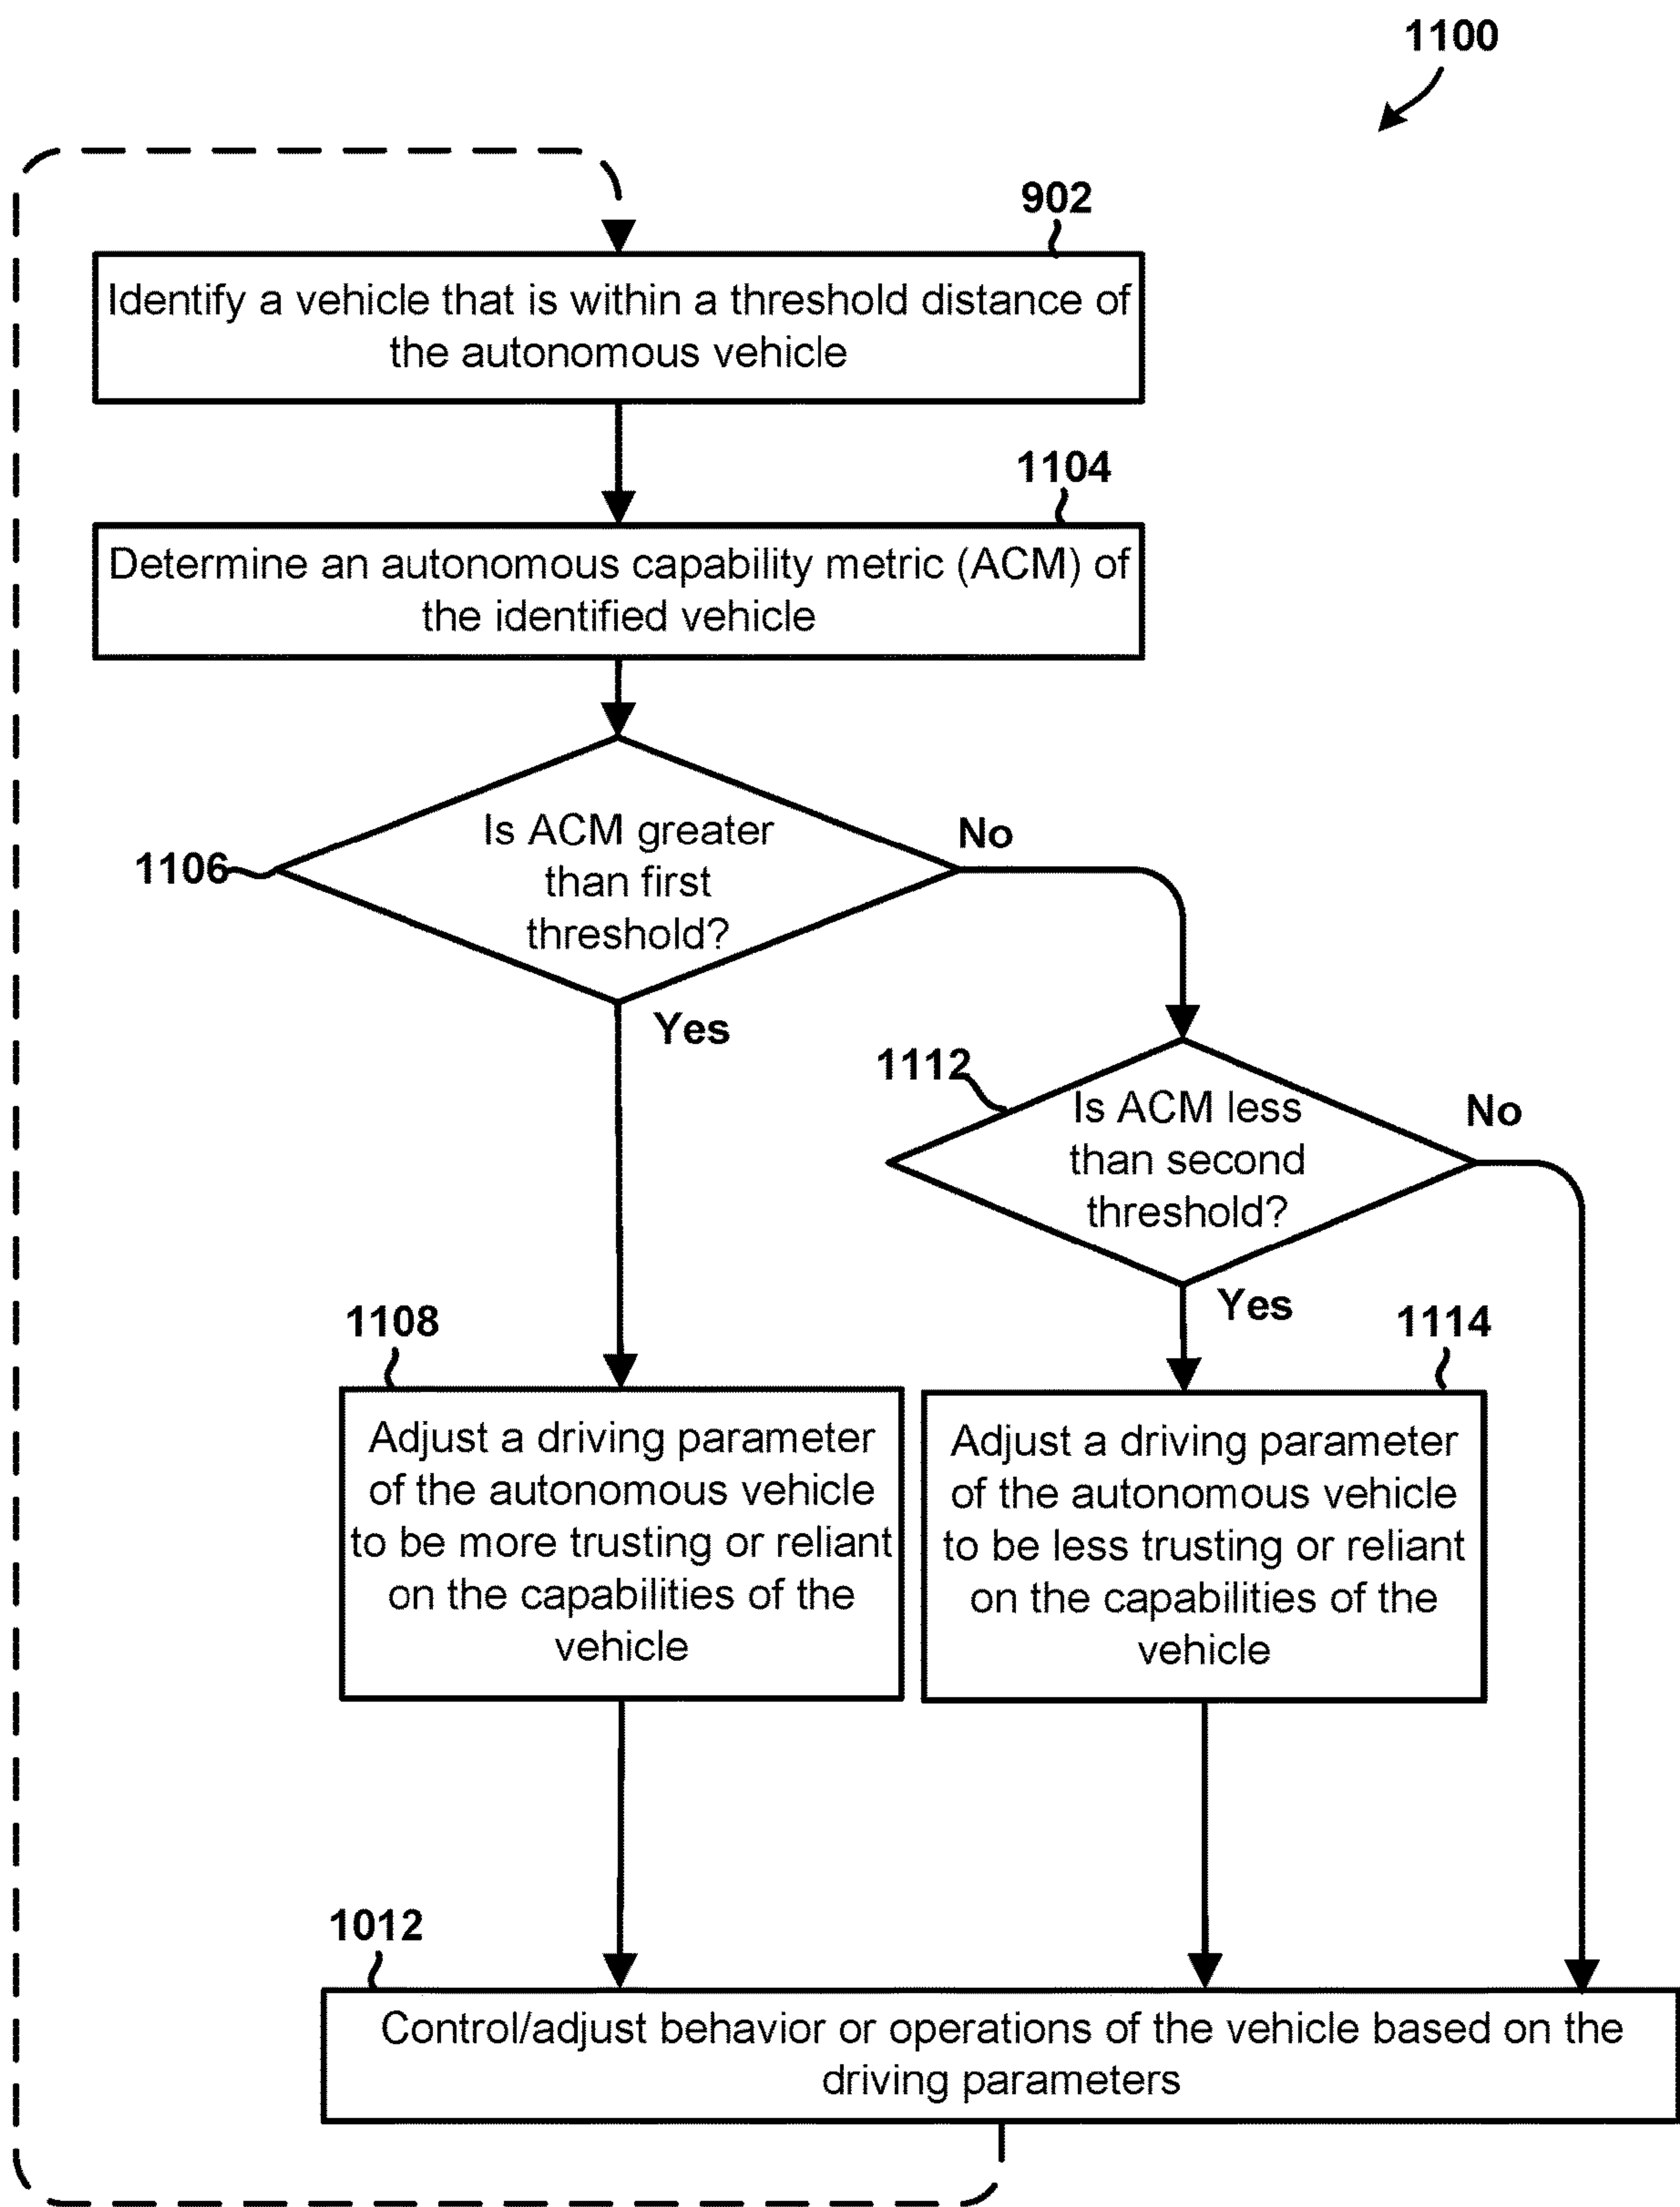 1100
902
Identify a vehicle that is within a threshold distance of
the autonomous vehicle
1104
Determine an autonomous capability metric (ACM) of
the identified vehicle
1106
Is ACM greater
than first
threshold?
No
Yes
1112
Is ACM less
than second
threshold?
No
Yes
1108
Adjust a driving parameter
of the autonomous vehicle
to be more trusting or reliant
on the capabilities of the
vehicle
1114
Adjust a driving parameter
of the autonomous vehicle
to be less trusting or reliant
on the capabilities of the
vehicle
1012
Control/adjust behavior or operations of the vehicle based on the
driving parameters